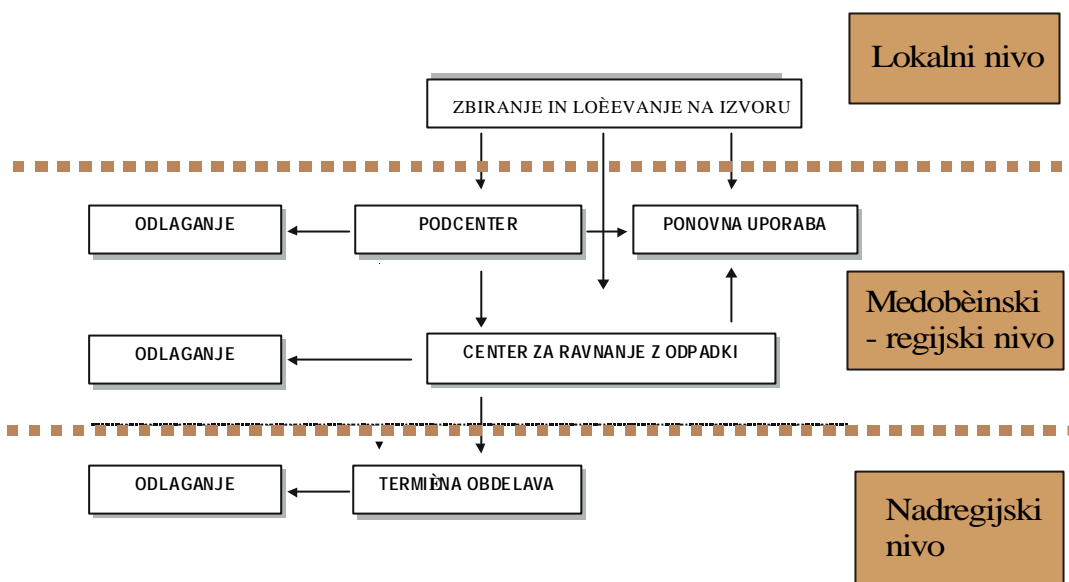 Lokalni nivo
ZBIRANJE IN LOÈEVANJE NA IZVORU
ODLAGANJE
PODCENTER
PONOVNA UPORABA
Medobèinski
- regijski nivo
ODLAGANJE
CENTER ZA RAVNANJE Z ODPADKI
ODLAGANJE
TERMIÈNA OBDELAVA
Nadregijski
nivo